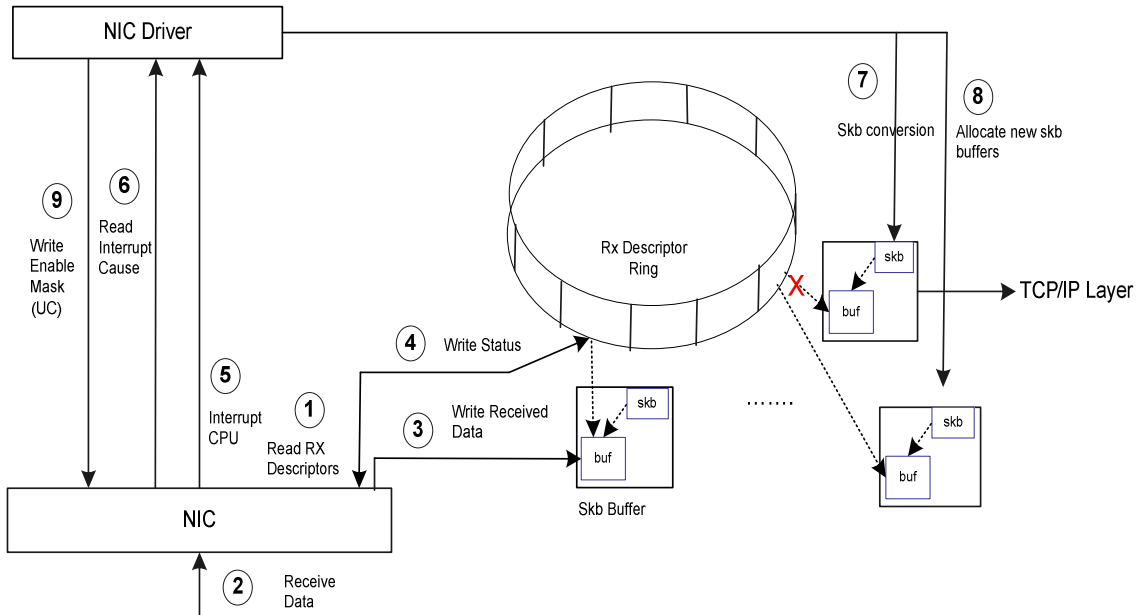 NIC Driver
7
Skb conversion
8
Allocate new skb
buffers
9
Write
Enable
Mask
(UC)
6
Read
Interrupt
Cause
Rx Descriptor
Ring
skb
buf
X
TCP/IP Layer
4
Write Status
5
Interrupt
CPU
1
Read RX
Descriptors
3
Write Received
Data
skb
buf
Skb Buffer
.......
skb
buf
NIC
2
Receive
Data